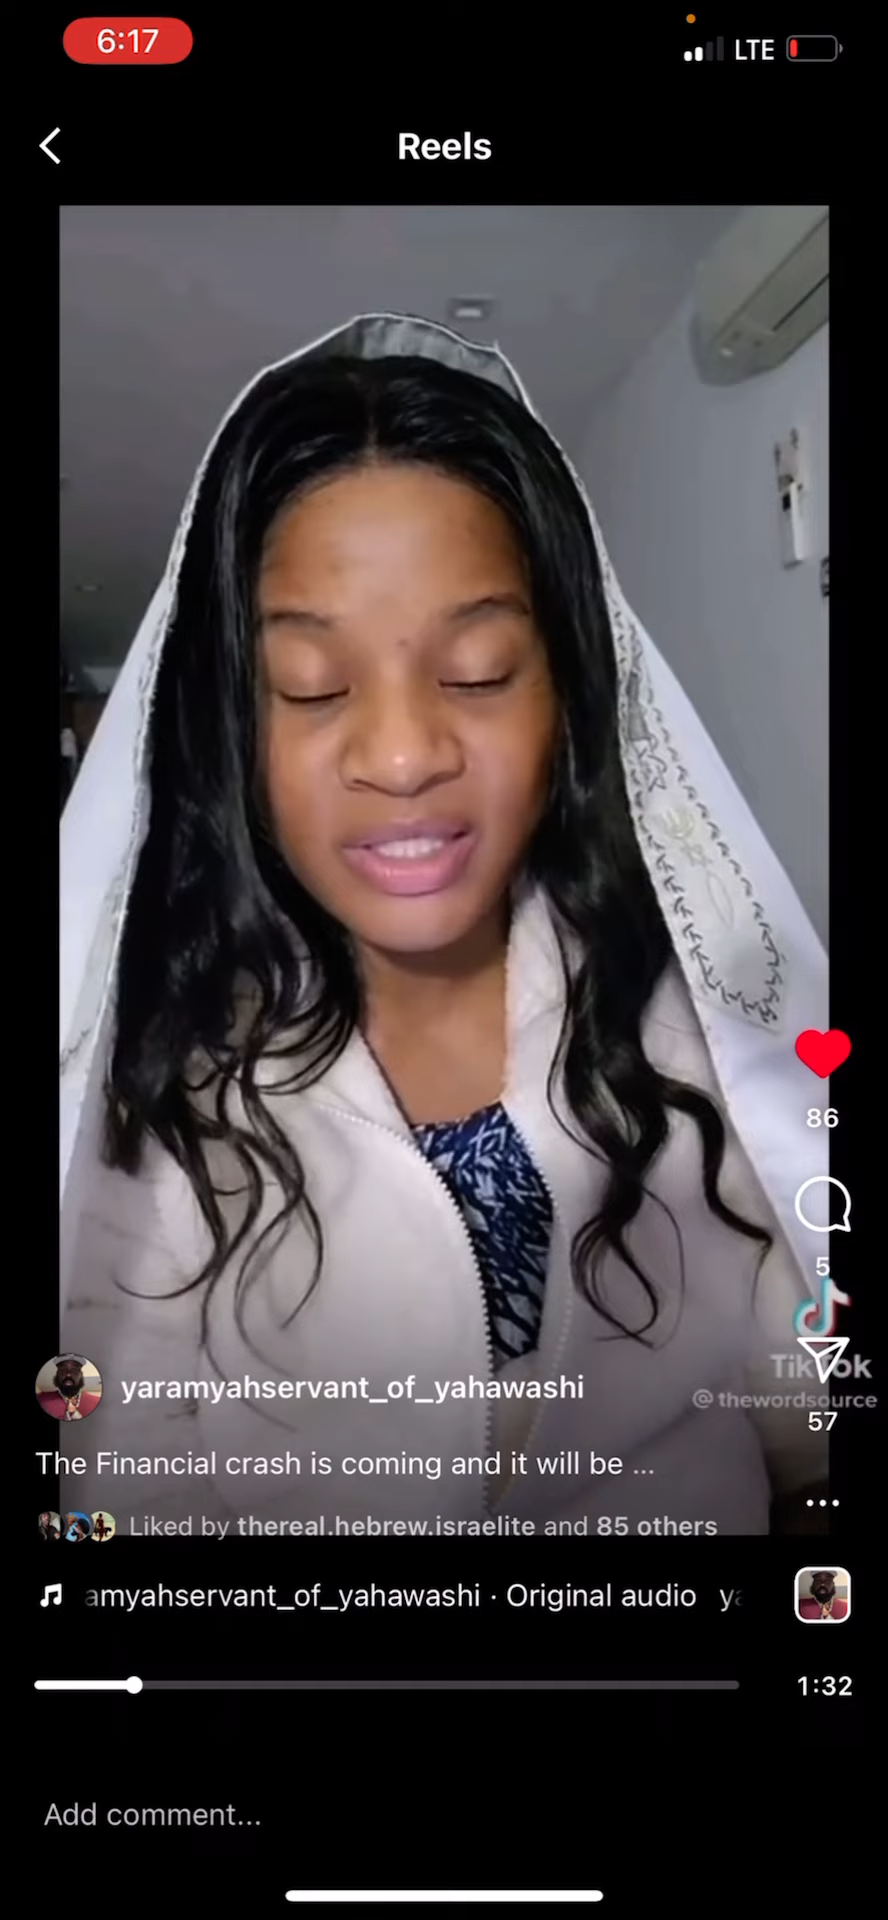 6:17
LTE
Reels
86
5
TikTok
@thewordsource
57
yaramyahservant_of_yahawashi
The Financial crash is coming and it will be ...
Liked by thereal.hebrew.israelite and 85 others
amyahservant_of_yahawashi · Original audio ya
1:32
Add comment...